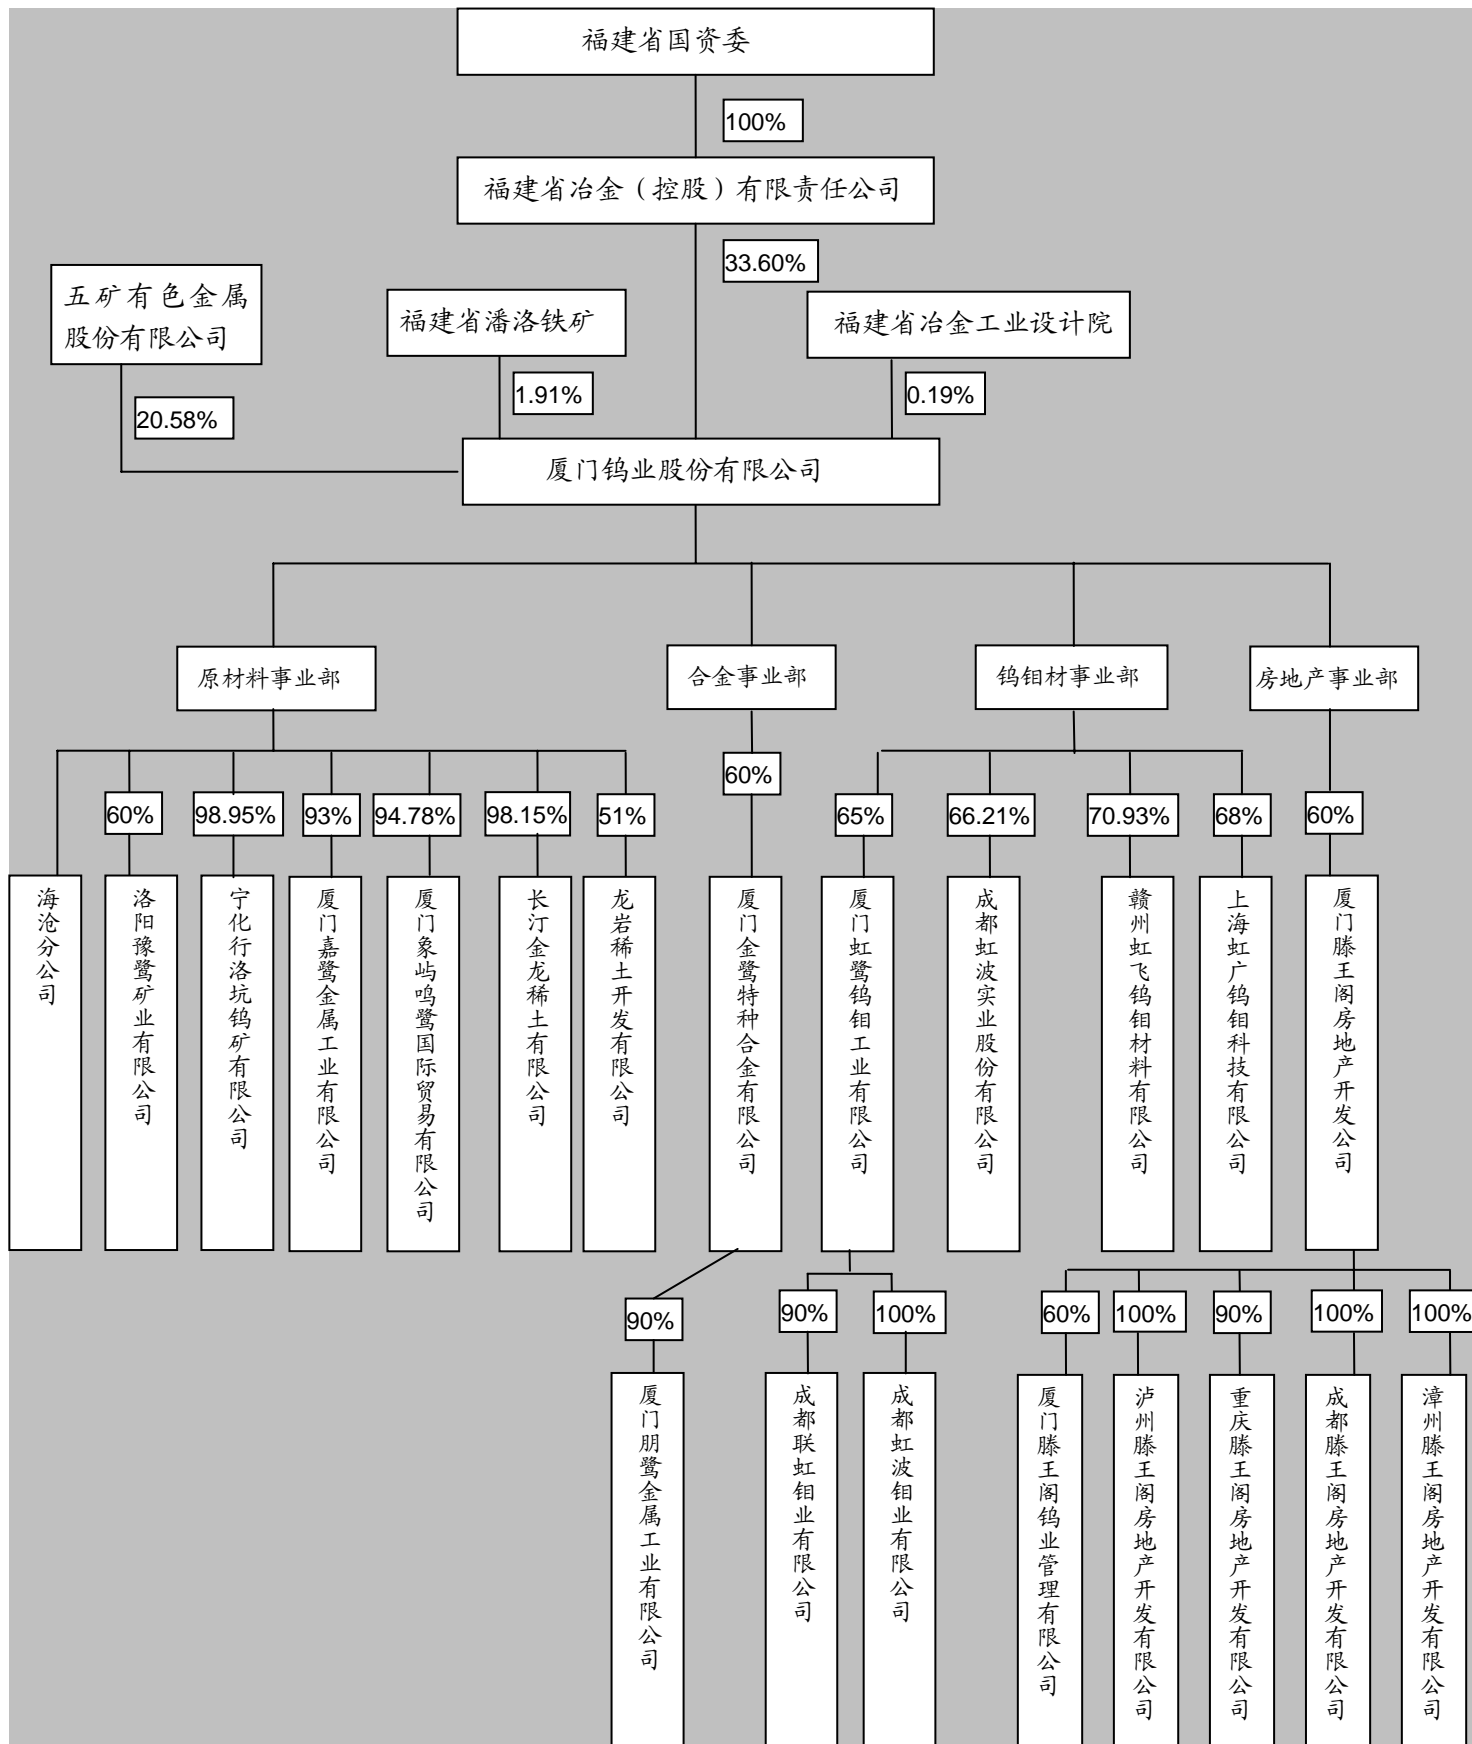 福建省国资委
100%
福建省冶金（控股）有限责任公司
33.60%
五矿有色金属
股份有限公司
福建省潘洛铁矿
福建省冶金工业设计院
20.58%
1.91%
0.19%
厦门钨业股份有限公司
原材料事业部
合金事业部
钨钼材事业部
房地产事业部
60%
60%
98.95%
93%
94.78%
98.15%
51%
65%
66.21%
70.93%
68%
60%
海沧分公司
洛阳豫鹭矿业有限公司
宁化行洛坑钨矿有限公司
厦门嘉鹭金属工业有限公司
厦门象屿鸣鹭国际贸易有限公司
长汀金龙稀土有限公司
龙岩稀土开发有限公司
厦门金鹭特种合金有限公司
厦门虹鹭钨钼工业有限公司
成都虹波实业股份有限公司
赣州虹飞钨钼材料有限公司
上海虹广钨钼科技有限公司
厦门滕王阁房地产开发公司
90%
90%
100%
60%
100%
90%
100%
100%
厦门朋鹭金属工业有限公司
成都联虹钼业有限公司
成都虹波钼业有限公司
厦门滕王阁钨业管理有限公司
泸州滕王阁房地产开发有限公司
重庆滕王阁房地产开发有限公司
成都滕王阁房地产开发有限公司
漳州滕王阁房地产开发有限公司